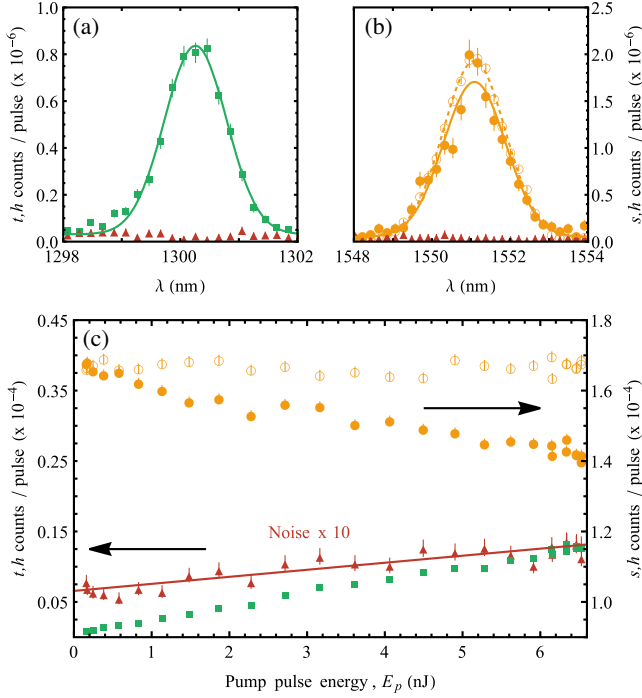 (a)
t,h counts / pulse (x 10⁻⁶)
1.0
0.8
0.6
0.4
0.2
0.0
1298 1300 1302
λ (nm)
(b)
2.5
2.0
1.5
1.0
0.5
0.0
s,h counts / pulse (x 10⁻⁶)
1548 1550 1552 1554
λ (nm)
(c)
t,h counts / pulse (x 10⁻⁴)
0.45
0.35
0.25
0.15
0.05
1.8
1.6
1.4
1.2
1.0
s,h counts / pulse (x 10⁻⁴)
Noise x 10
0 1 2 3 4 5 6
Pump pulse energy , Eₚ (nJ)